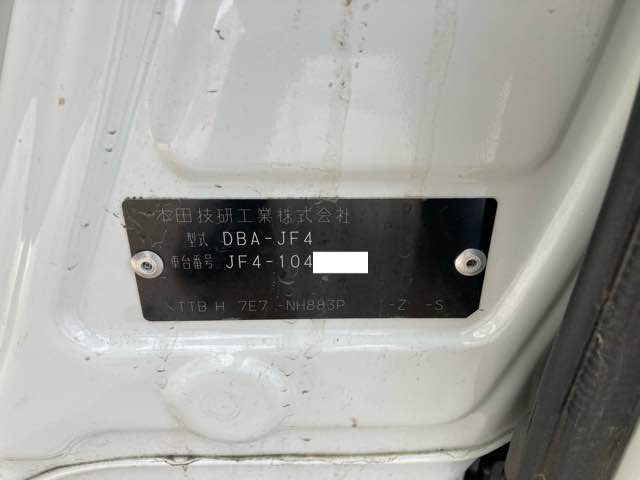 本田技研工業株式会社
型式 DBA-JF4
車台番号 JF4-104
TTB H 7E7 -NH883P -Z -S